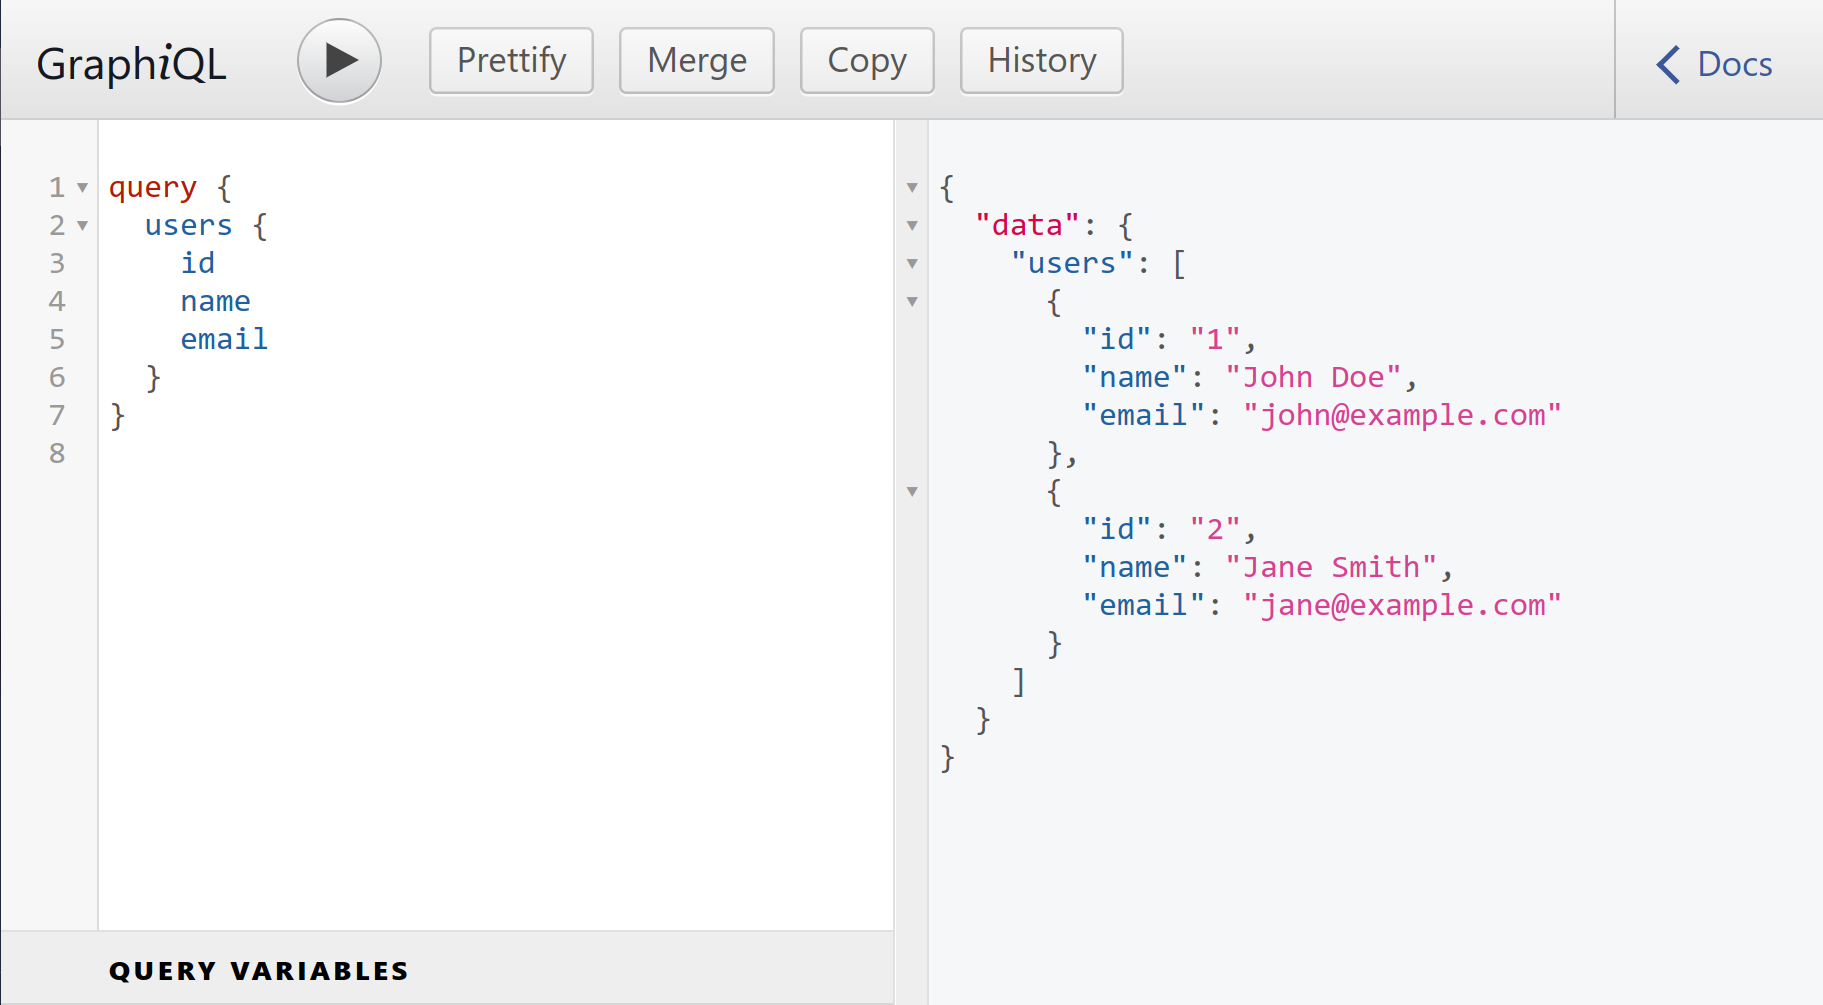 GraphiQL Prettify Merge Copy History Docs
1 query {
2   users {
3     id
4     name
5     email
6   }
7 }
8
{
  "data": {
    "users": [
      {
        "id": "1",
        "name": "John Doe",
        "email": "john@example.com"
      },
      {
        "id": "2",
        "name": "Jane Smith",
        "email": "jane@example.com"
      }
    ]
  }
}
QUERY VARIABLES